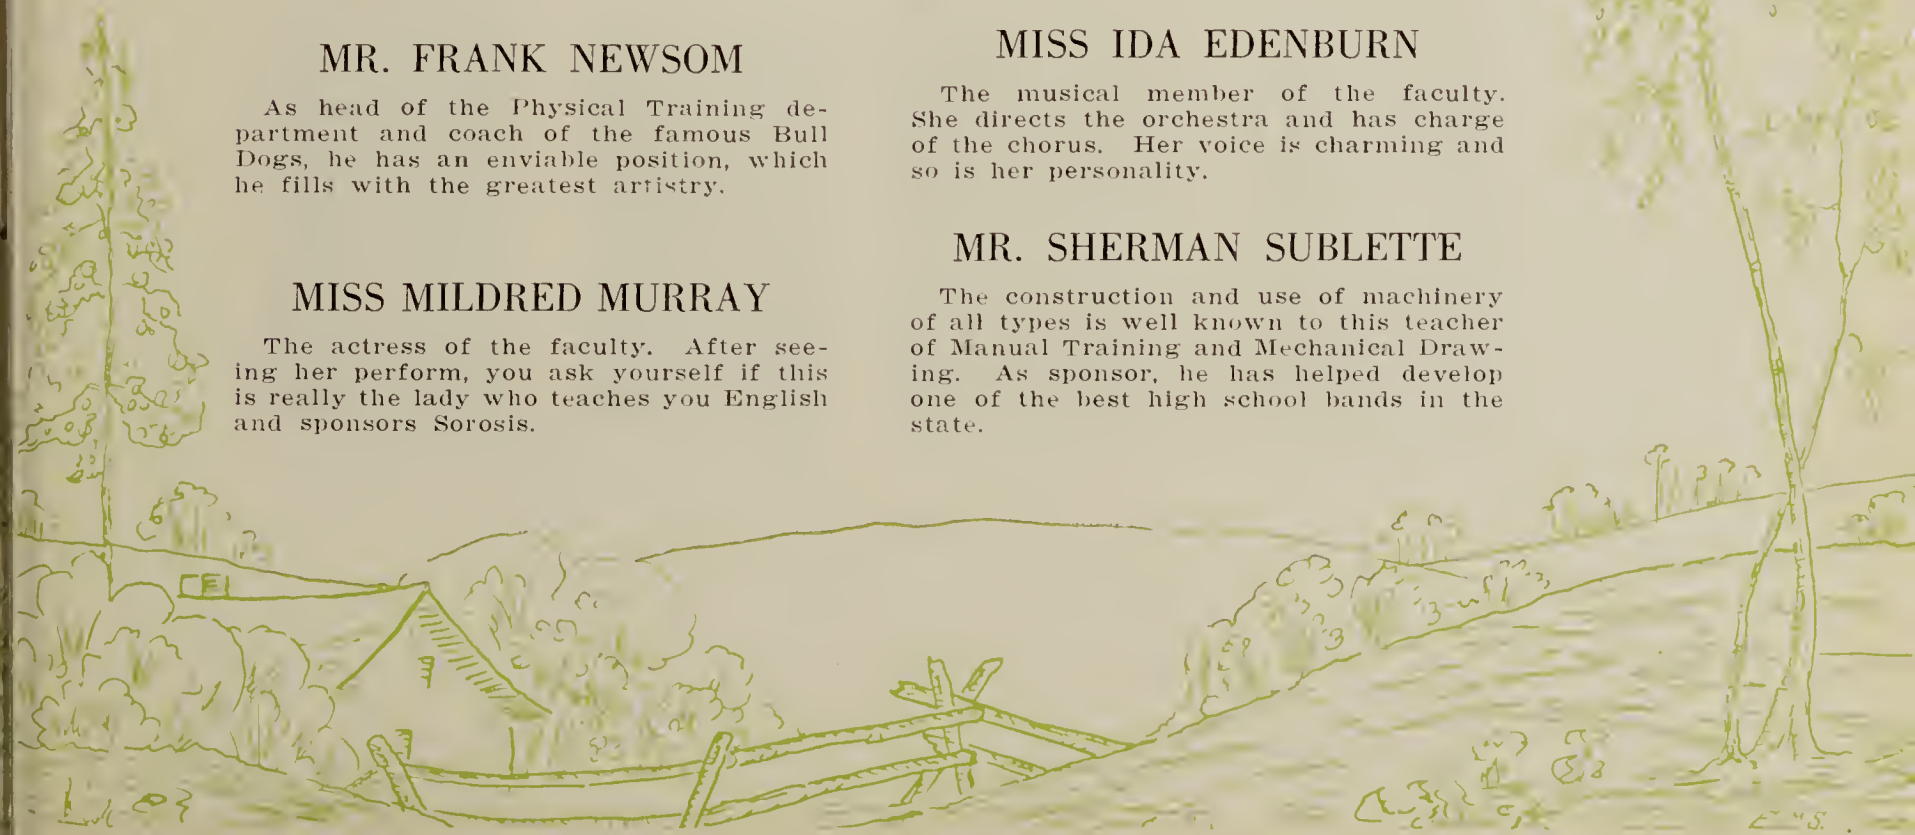 MR. FRANK NEWSOM
As head of the Physical Training de-
partment and coach of the famous Bull
Dogs, he has an enviable position, which
he fills with the greatest artistry.
MISS MILDRED MURRAY
The actress of the faculty. After see-
ing her perform, you ask yourself if this
is really the lady who teaches you English
and sponsors Sorosis.
MISS IDA EDENBURN
The musical member of the faculty.
She directs the orchestra and has charge
of the chorus. Her voice is charming and
so is her personality.
MR. SHERMAN SUBLETTE
The construction and use of machinery
of all types is well known to this teacher
of Manual Training and Mechanical Draw-
ing. As sponsor, he has helped develop
one of the best high school bands in the
state.